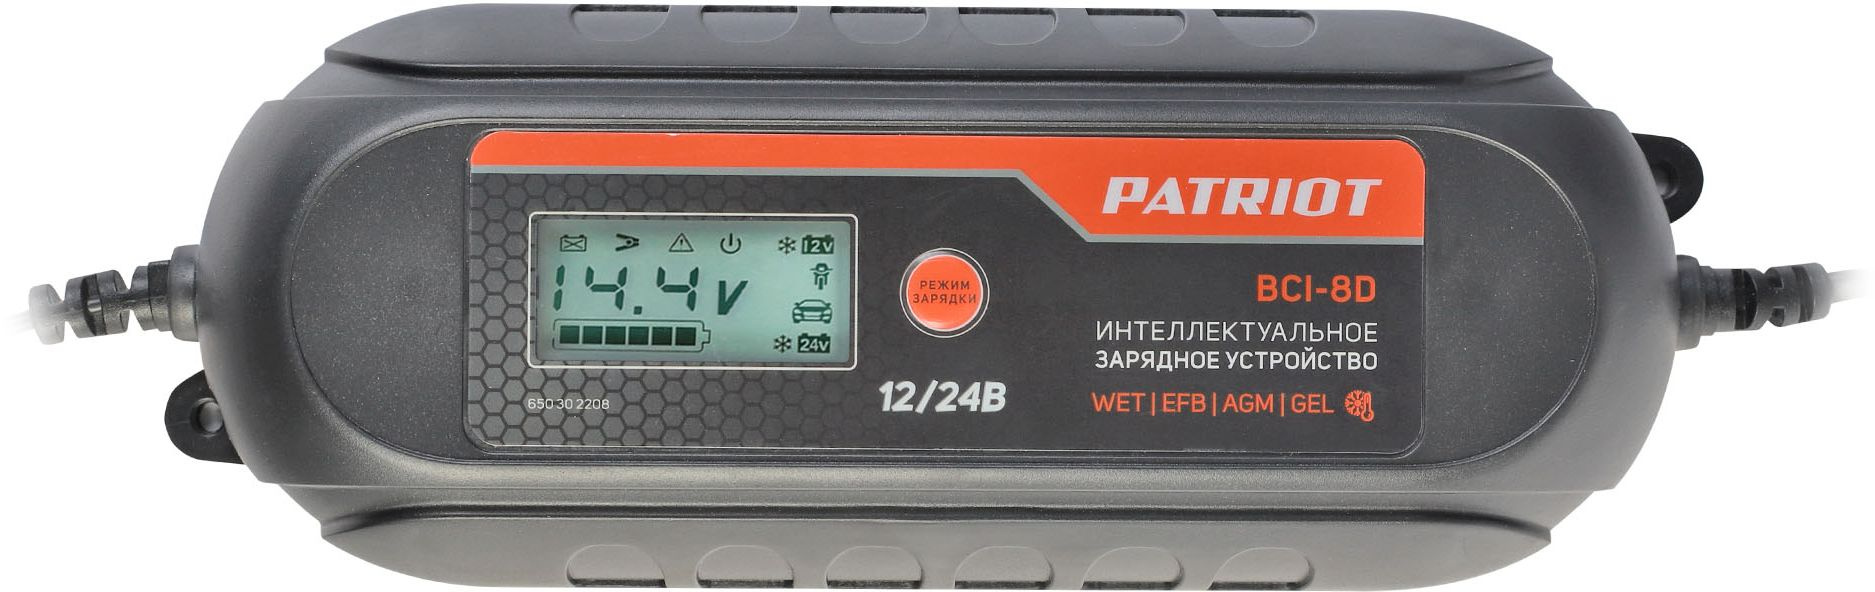 PATRIOT
12V
14.4V
24V
РЕЖИМ
ЗАРЯДКИ
BCI-8D
ИНТЕЛЛЕКТУАЛЬНОЕ
ЗАРЯДНОЕ УСТРОЙСТВО
12/24В
WET|EFB|AGM|GEL
650 30 2208